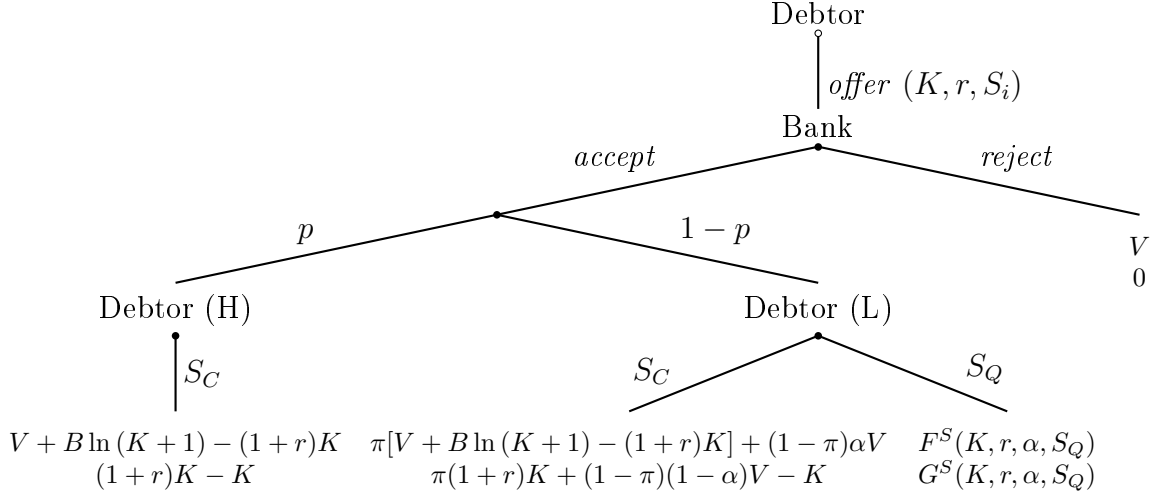 Debtor
offer (K, r, S_i)
Bank
accept
reject
p
1 − p
V
0
Debtor (H)
Debtor (L)
S_C
S_C
S_Q
V + B ln (K + 1) − (1 + r)K
(1 + r)K − K
π[V + B ln (K + 1) − (1 + r)K] + (1 − π)αV
π(1 + r)K + (1 − π)(1 − α)V − K
F^S(K, r, α, S_Q)
G^S(K, r, α, S_Q)